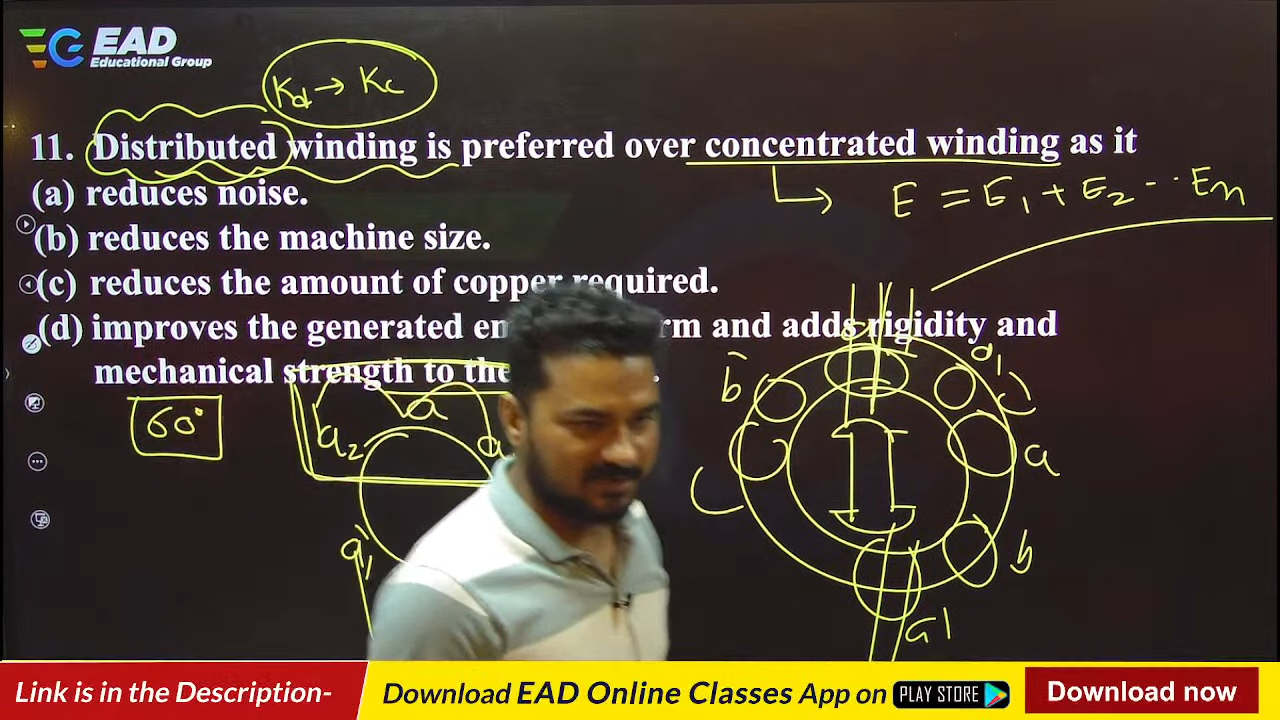 EAD
Educational Group
Kd → Kc
11. Distributed winding is preferred over concentrated winding as it
(a) reduces noise.
E = E1 + E2 -- En
(b) reduces the machine size.
(c) reduces the amount of copper required.
(d) improves the generated rm and adds rigidity and
mechanical strength to the
60°
a
a2
a
a1
b
c
b
a
a1
Link is in the Description-
Download EAD Online Classes App on PLAY STORE
Download now